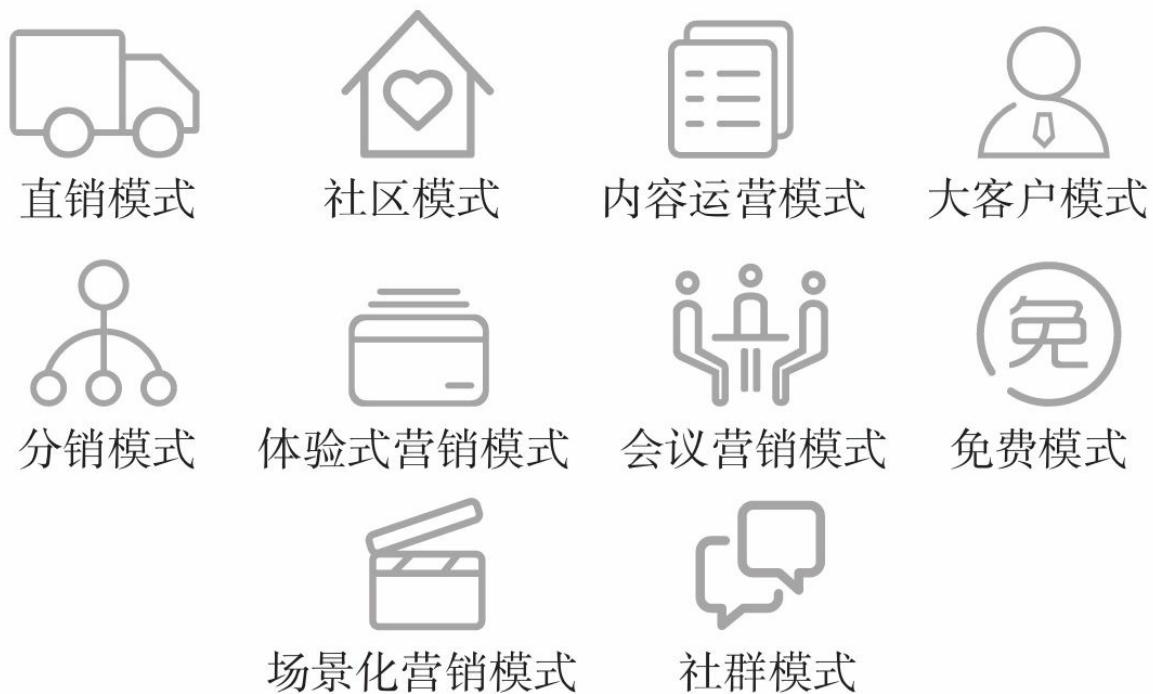 直销模式 社区模式 内容运营模式 大客户模式
免
分销模式 体验式营销模式 会议营销模式 免费模式
场景化营销模式 社群模式